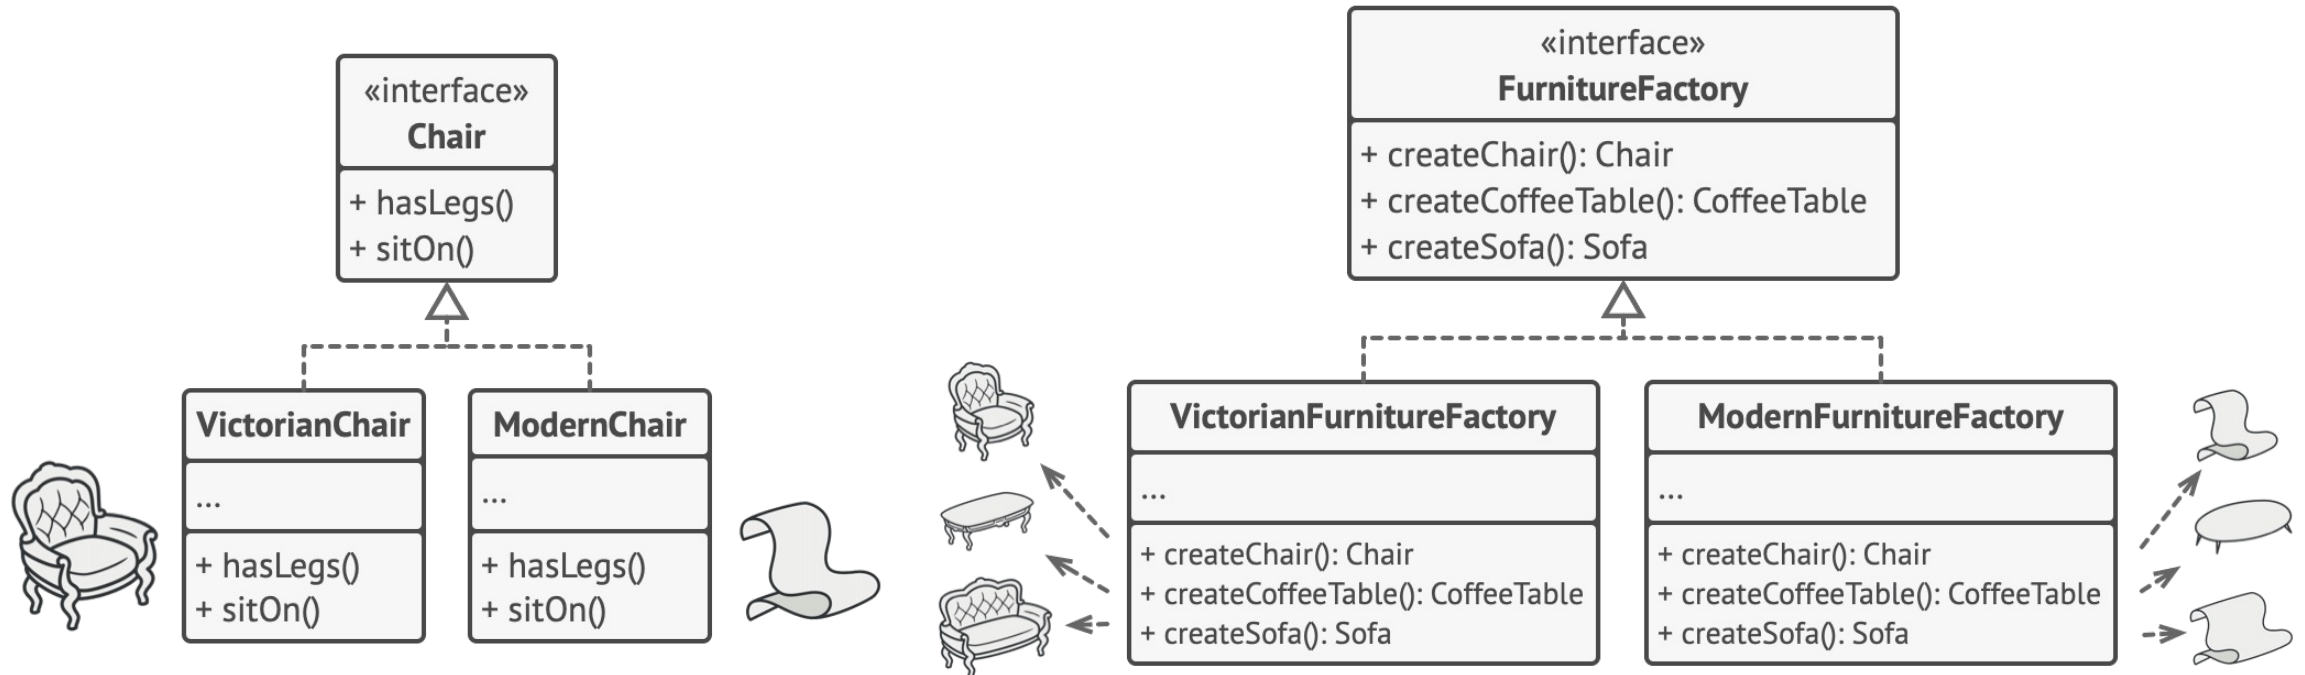 «interface»
Chair
+ hasLegs()
+ sitOn()
VictorianChair
...
+ hasLegs()
+ sitOn()
ModernChair
...
+ hasLegs()
+ sitOn()
«interface»
FurnitureFactory
+ createChair(): Chair
+ createCoffeeTable(): CoffeeTable
+ createSofa(): Sofa
VictorianFurnitureFactory
...
+ createChair(): Chair
+ createCoffeeTable(): CoffeeTable
+ createSofa(): Sofa
ModernFurnitureFactory
...
+ createChair(): Chair
+ createCoffeeTable(): CoffeeTable
+ createSofa(): Sofa